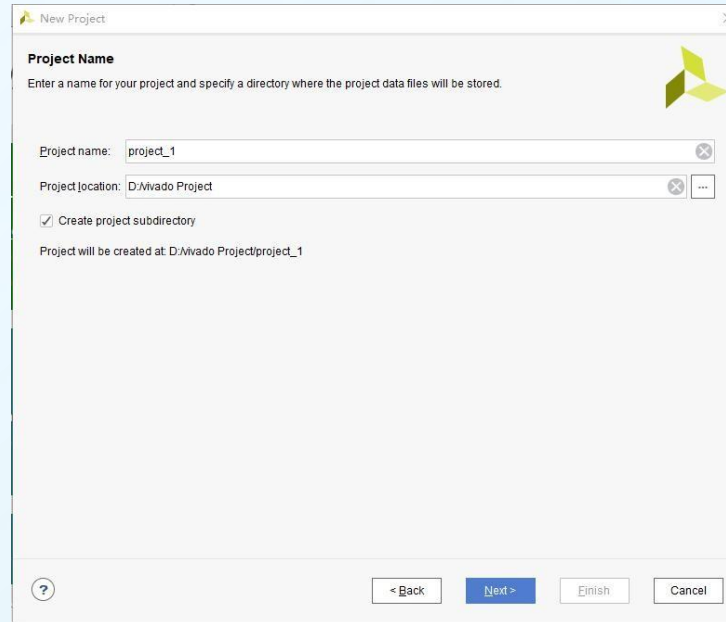 New Project
Project Name
Enter a name for your project and specify a directory where the project data files will be stored.
Project name: project_1
Project location: D:/vivado Project
...
Create project subdirectory
Project will be created at: D:/vivado Project/project_1
?
< Back Next > Finish Cancel